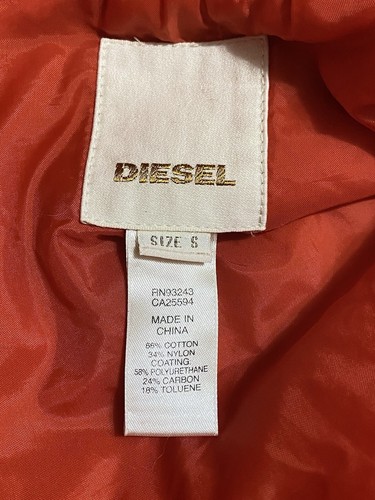 DIESEL
SIZE S
RN93243
CA25594
MADE IN
CHINA
66% COTTON
34% NYLON
COATING:
58% POLYURETHANE
24% CARBON
18% TOLUENE